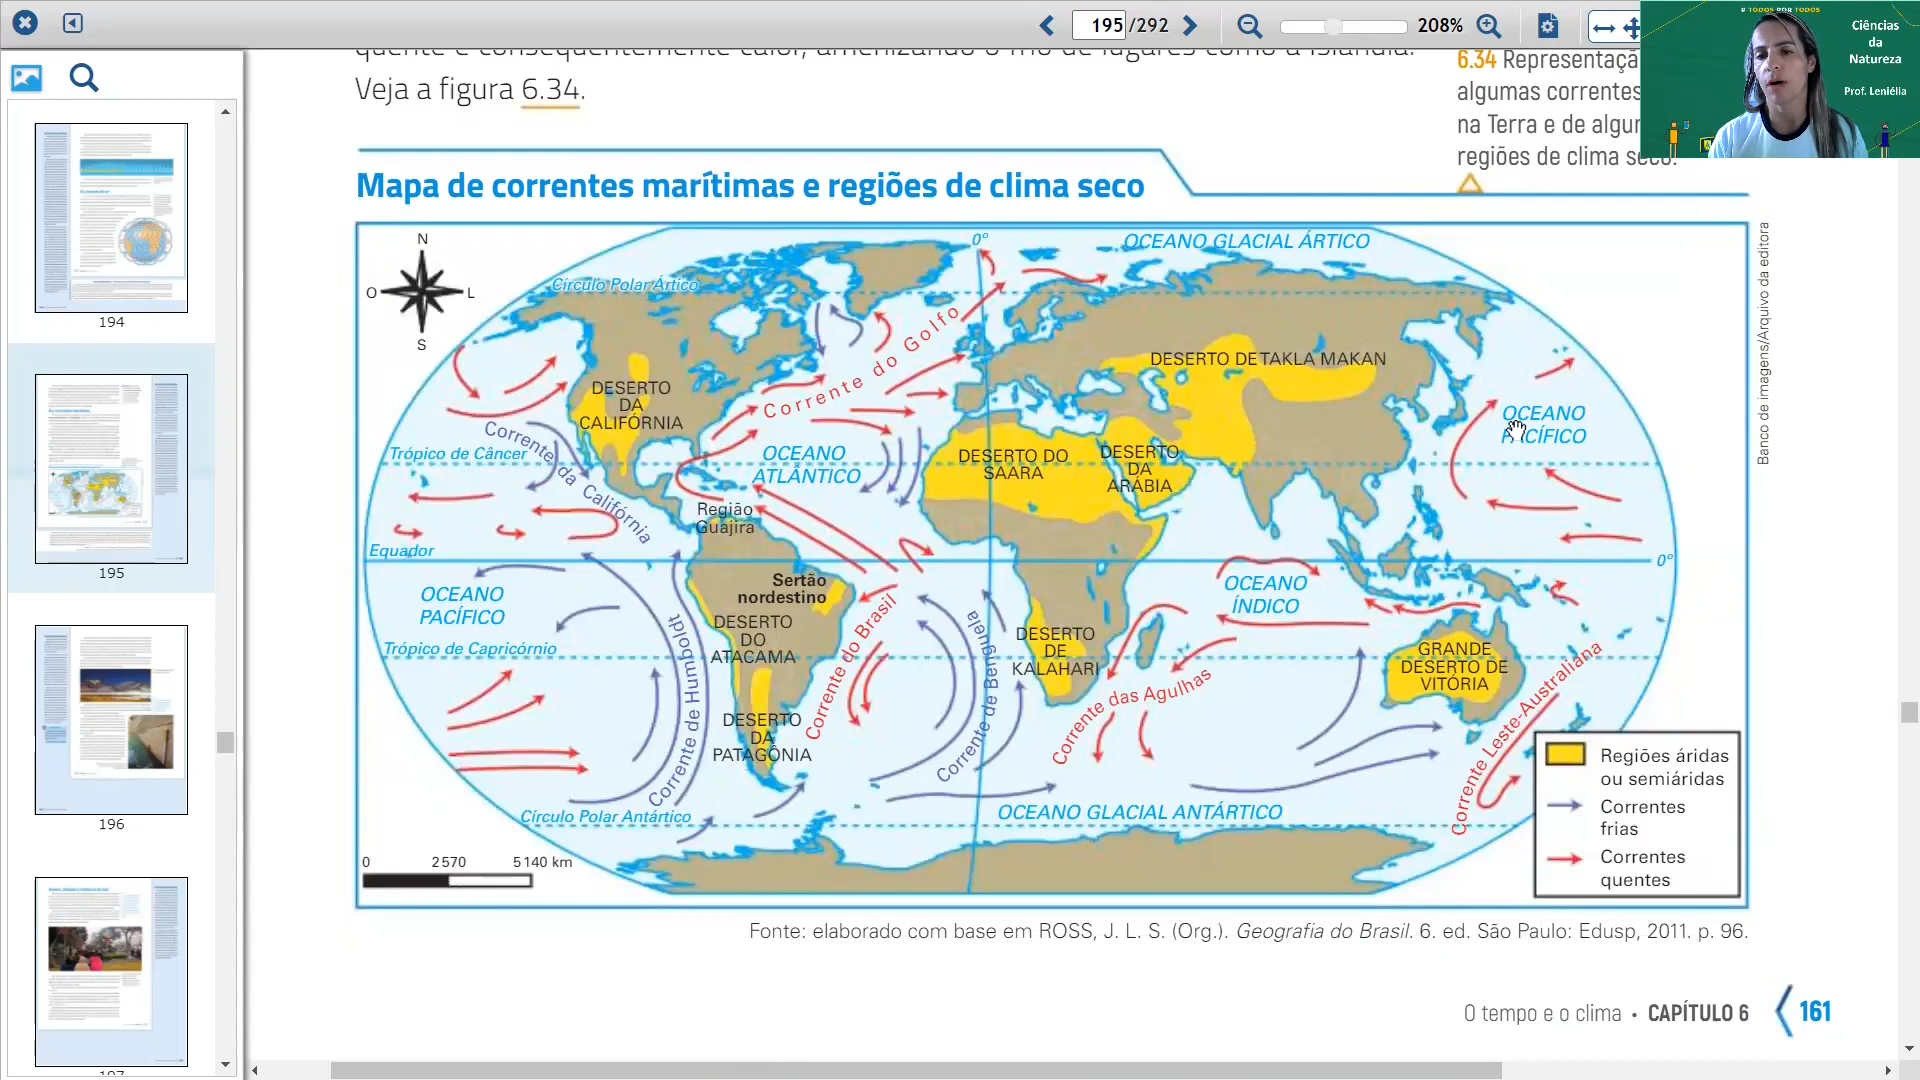 195 /292
208%
# TODOS POR TODOS
Ciências
da
Natureza
Prof. Leniélia
194
195
196
Veja a figura 6.34.
6.34 Representaçã
algumas correntes
na Terra e de algu
regiões de clima seco.
Mapa de correntes marítimas e regiões de clima seco
N
O
L
S
0°
OCEANO GLACIAL ÁRTICO
Círculo Polar Ártico
Corrente do Golfo
DESERTO DE TAKLA MAKAN
DESERTO
DA
CALIFÓRNIA
OCEANO
PACÍFICO
Corrente da Califórnia
Trópico de Câncer
OCEANO
ATLÂNTICO
DESERTO DO
SAARA
DESERTO
DA
ARÁBIA
Região
Guajira
Equador
0°
OCEANO
PACÍFICO
Sertão
nordestino
OCEANO
ÍNDICO
DESERTO
DO
ATACAMA
Corrente de Humboldt
Corrente do Brasil
Corrente de Benguela
DESERTO
DE
KALAHARI
GRANDE
DESERTO DE
VITÓRIA
Trópico de Capricórnio
Corrente das Agulhas
Corrente Leste-Australiana
DESERTO
DA
PATAGÔNIA
Círculo Polar Antártico
OCEANO GLACIAL ANTÁRTICO
0 2 570 5 140 km
Regiões áridas
ou semiáridas
Correntes
frias
Correntes
quentes
Banco de imagens/Arquivo da editora
Fonte: elaborado com base em ROSS, J. L. S. (Org.). Geografia do Brasil. 6. ed. São Paulo: Edusp, 2011. p. 96.
O tempo e o clima • CAPÍTULO 6 161